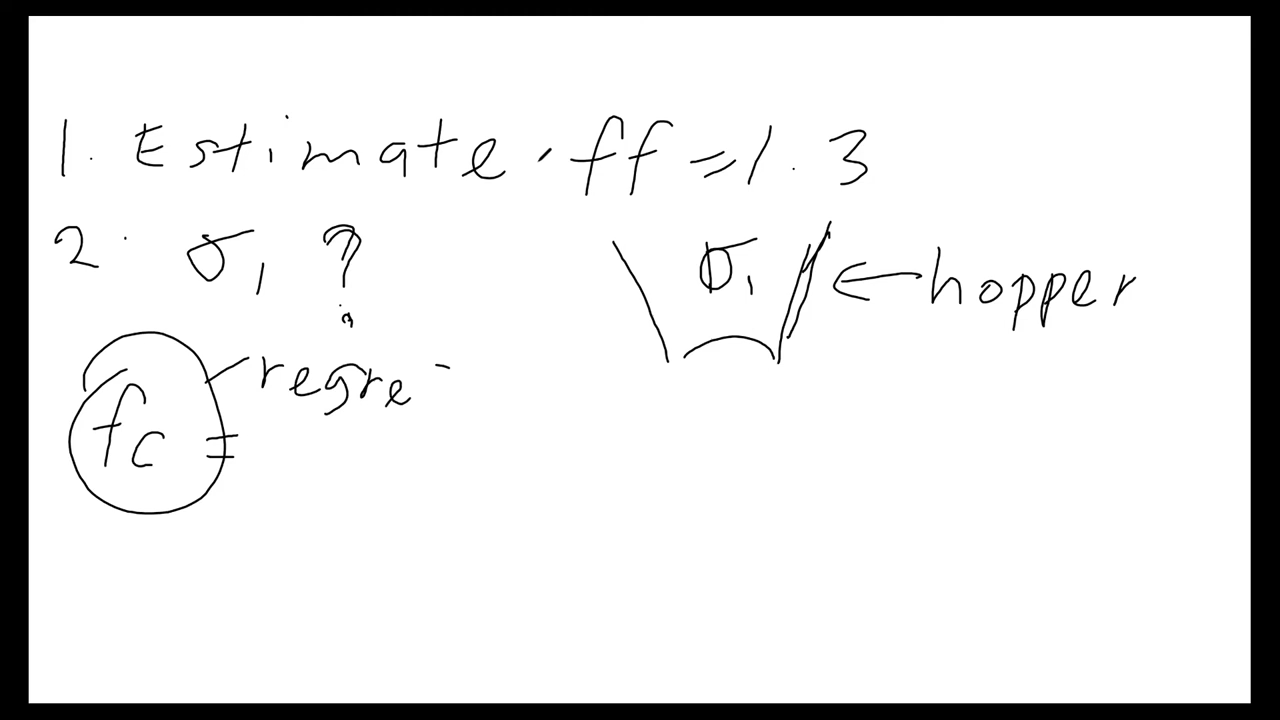 1. Estimate. ff = 1.3
2. σ₁ ?
σ₁ ← hopper
regre
fc =